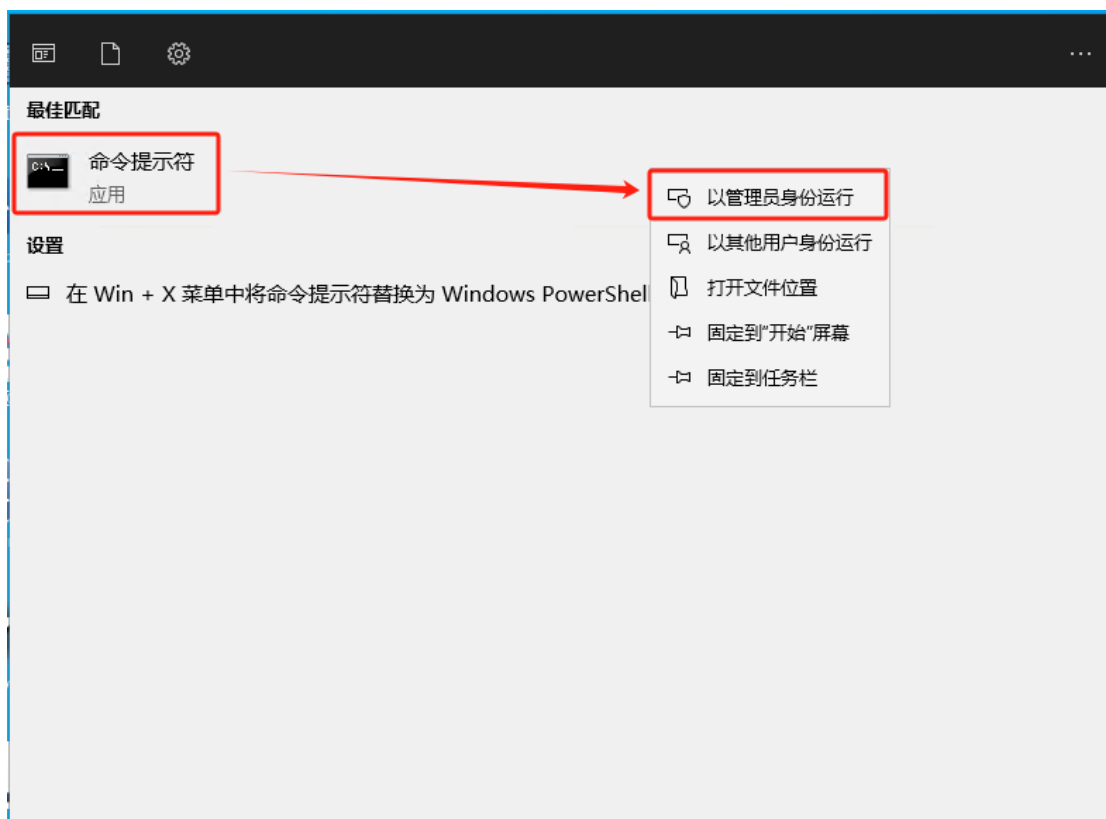 最佳匹配
C:\_
命令提示符
应用
以管理员身份运行
设置
以其他用户身份运行
在 Win + X 菜单中将命令提示符替换为 Windows PowerShell
打开文件位置
固定到"开始"屏幕
固定到任务栏